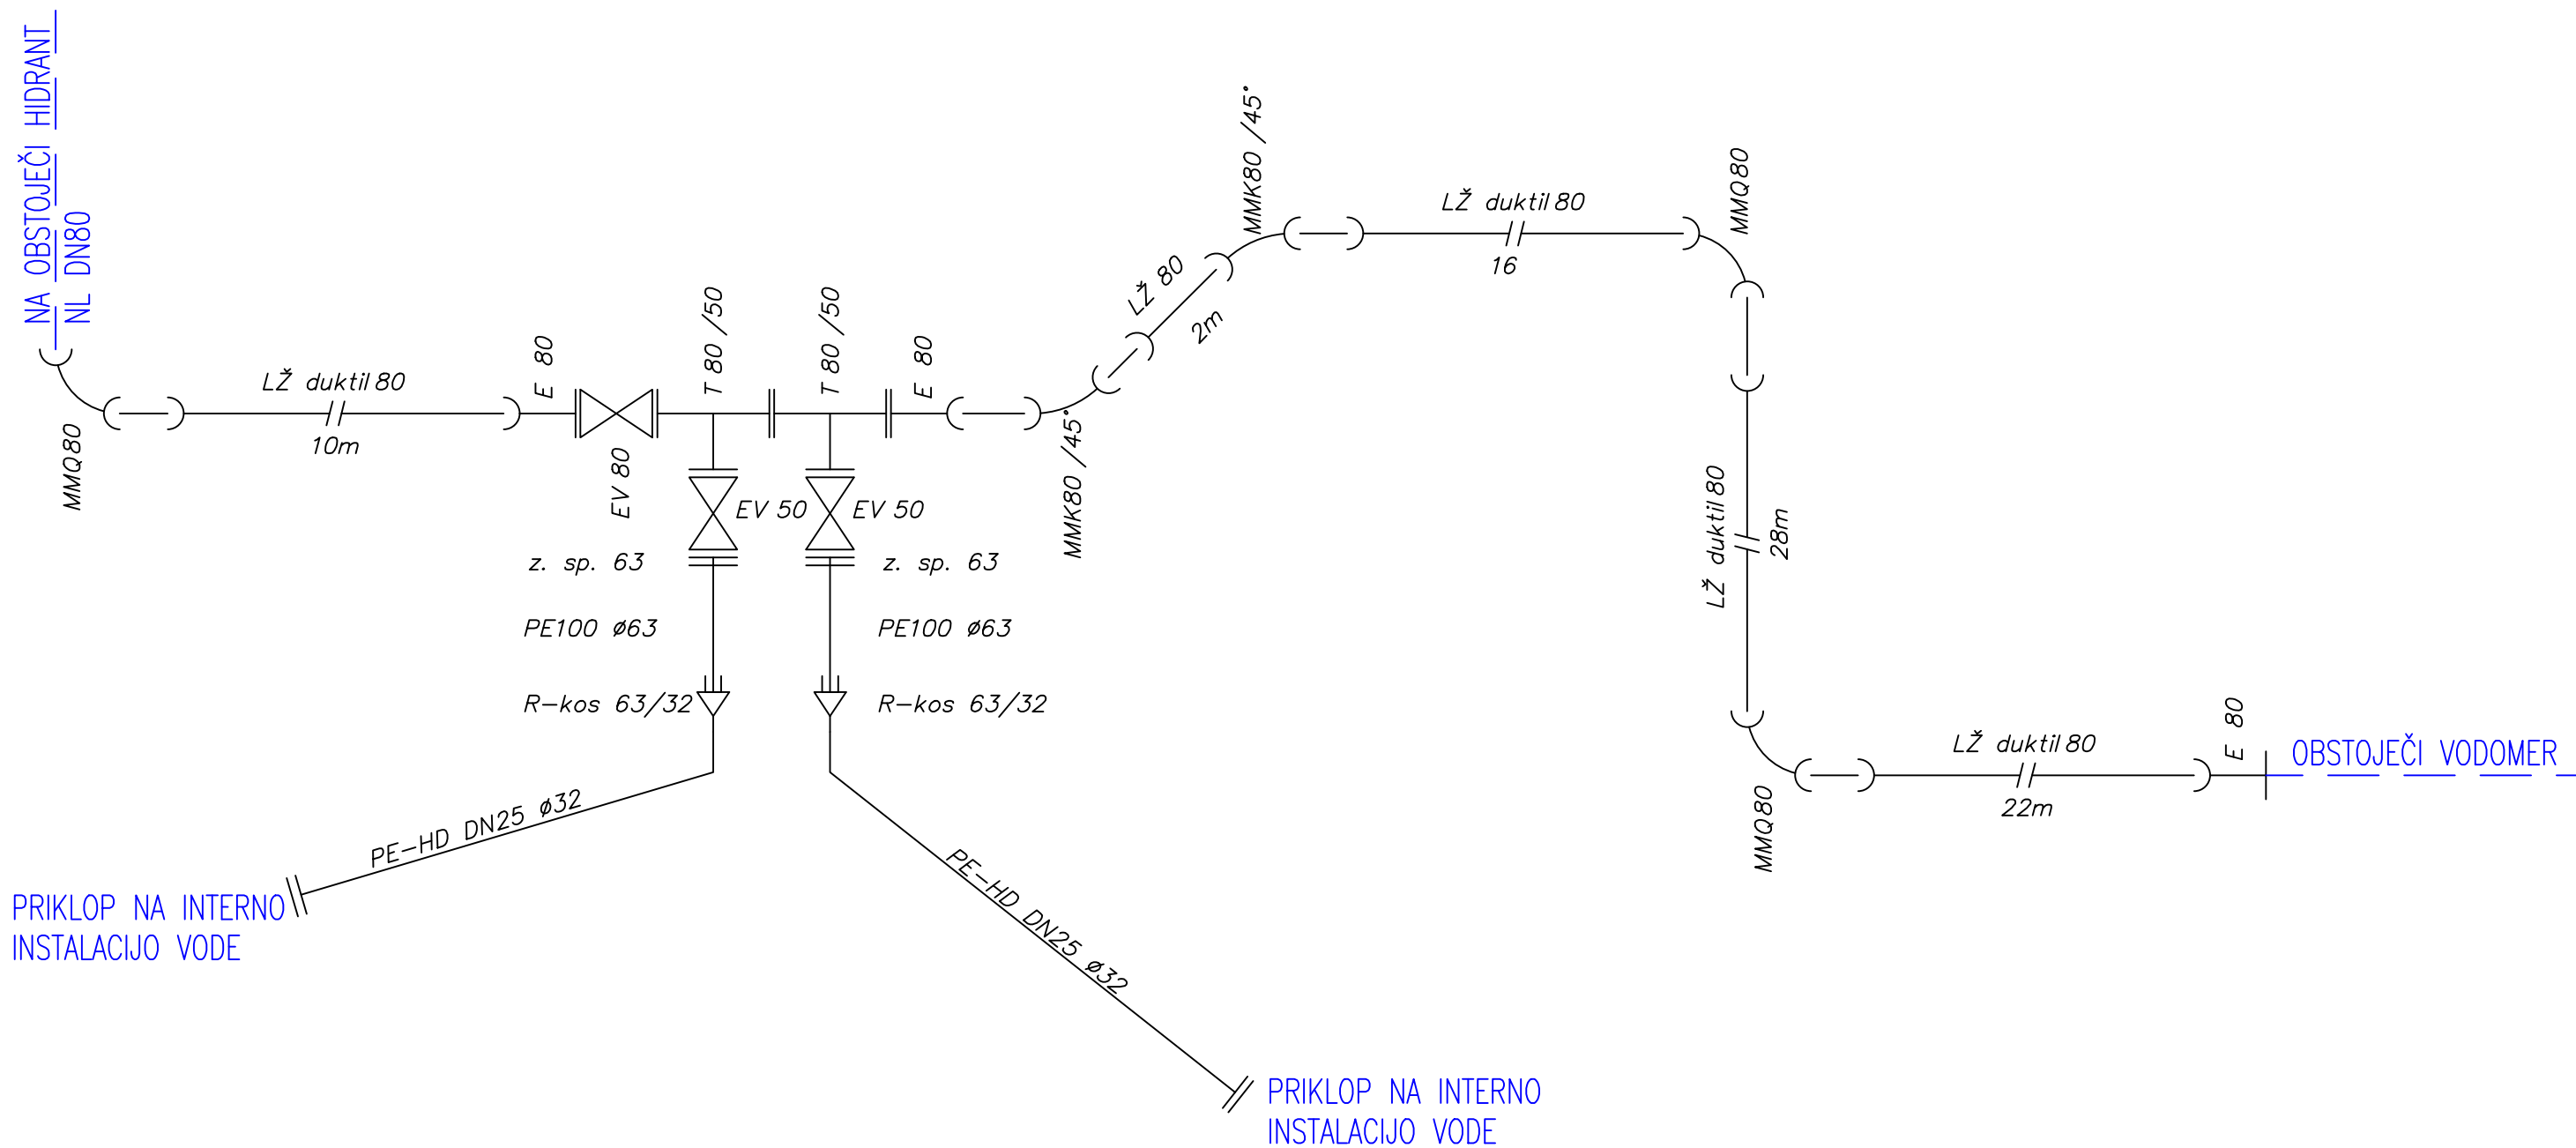 NA OBSTOJEČI HIDRANT
NL DN80
MMQ80
LŽ duktil 80
10m
E 80
EV 80
T 80 /50
T 80 /50
E 80
EV 50
EV 50
z. sp. 63
z. sp. 63
PE100 ø63
PE100 ø63
R-kos 63/32
R-kos 63/32
PE-HD DN25 ø32
PRIKLOP NA INTERNO
INSTALACIJO VODE
PE-HD DN25 ø32
PRIKLOP NA INTERNO
INSTALACIJO VODE
MMK80 /45°
LŽ 80
2m
MMK80 /45°
LŽ duktil 80
16
MMQ80
LŽ duktil 80
28m
MMQ80
LŽ duktil 80
22m
E 80
OBSTOJEČI VODOMER